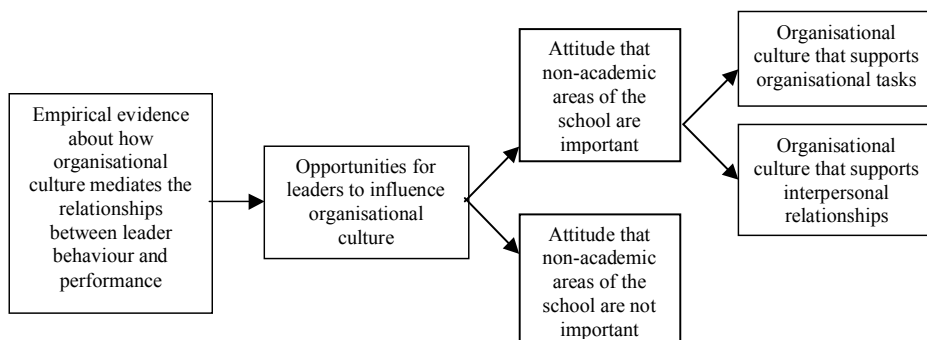 Empirical evidence
about how
organisational
culture mediates the
relationships
between leader
behaviour and
performance
Opportunities for
leaders to influence
organisational
culture
Attitude that
non-academic
areas of the
school are
important
Attitude that
non-academic
areas of the
school are not
important
Organisational
culture that supports
organisational tasks
Organisational
culture that supports
interpersonal
relationships